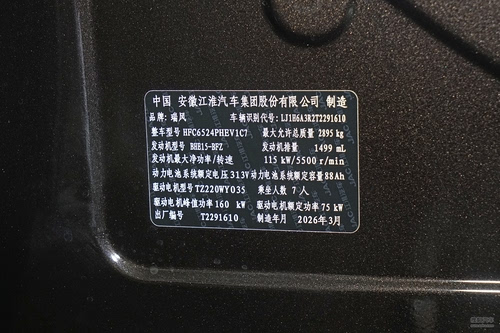 中国 安徽江淮汽车集团股份有限公司 制造
品牌: 瑞风 车辆识别代号: LJ1H6A3R2T2291610
整车型号 HFC6524PHEV1C7 最大允许总质量 2895 kg
发动机型号 BHE15-BFZ 发动机排量 1499 mL
发动机最大净功率/转速 115 kW/5500 r/min
动力电池系统额定电压 313V 动力电池系统额定容量 88Ah
驱动电机型号 TZ220WY035 乘坐人数 7 人
驱动电机峰值功率 160 kW 驱动电机额定功率 75 kW
出厂编号 T2291610 制造年月 2026年3月